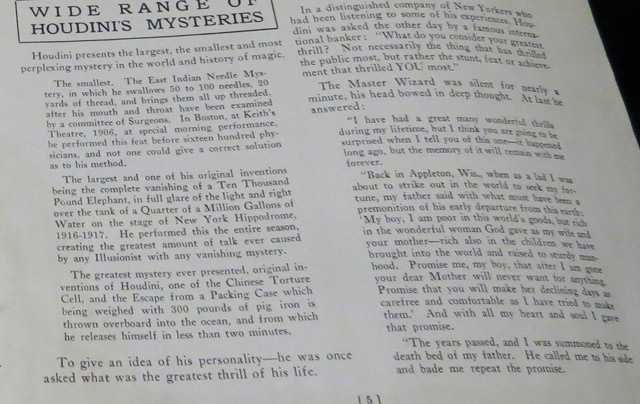 WIDE RANGE OF
HOUDINI'S MYSTERIES
Houdini presents the largest, the smallest and most
perplexing mystery in the world and history of magic.
The smallest. The East Indian Needle Mys-
tery, in which he swallows 50 to 100 needles, 20
yards of thread, and brings them all up threaded,
after his mouth and throat have been examined
by a committee of Surgeons. In Boston, at Keith's
Theatre, 1906, at special morning performance,
he performed this feat before sixteen hundred phy-
sicians, and not one could give a correct solution
as to his method.
The largest and one of his original inventions
being the complete vanishing of a Ten Thousand
Pound Elephant, in full glare of the light and right
over the tank of a Quarter of a Million Gallons of
Water on the stage of New York Hippodrome,
1916-1917. He performed this the entire season,
creating the greatest amount of talk ever caused
by any Illusionist with any vanishing mystery.
The greatest mystery ever presented, original in-
ventions of Houdini, one of the Chinese Torture
Cell, and the Escape from a Packing Case which
being weighed with 300 pounds of pig iron is
thrown overboard into the ocean, and from which
he releases himself in less than two minutes.
To give an idea of his personality—he was once
asked what was the greatest thrill of his life.
In a distinguished company of New Yorkers who
had been listening to some of his experiences, Hou-
dini was asked the other day by a famous interna-
tional banker: "What do you consider your greatest
thrill? Not necessarily the thing that has thrilled
the public most, but rather the stunt, feat or achieve-
ment that thrilled YOU most."
The Master Wizard was silent for nearly a
minute, his head bowed in deep thought. At last he
answered:
"I have had a great many wonderful thrills
during my lifetime, but I think you are going to be
surprised when I tell you of this one—it happened
long ago, but the memory of it will remain with me
forever.
"Back in Appleton, Wis., when as a lad I was
about to strike out in the world to seek my for-
tune, my father said with what must have been a
premonition of his early departure from this earth:
'My boy, I am poor in this world's goods, but rich
in the wonderful woman God gave as my wife and
your mother—rich also in the children we have
brought into the world and raised to sturdy man-
hood. Promise me, my boy, that after I am gone
your dear Mother will never want for anything.
Promise that you will make her declining days as
carefree and comfortable as I have tried to make
them.' And with all my heart and soul I gave
that promise.
"The years passed, and I was summoned to the
death bed of my father. He called me to his side
and bade me repeat the promise.
[ 5 ]